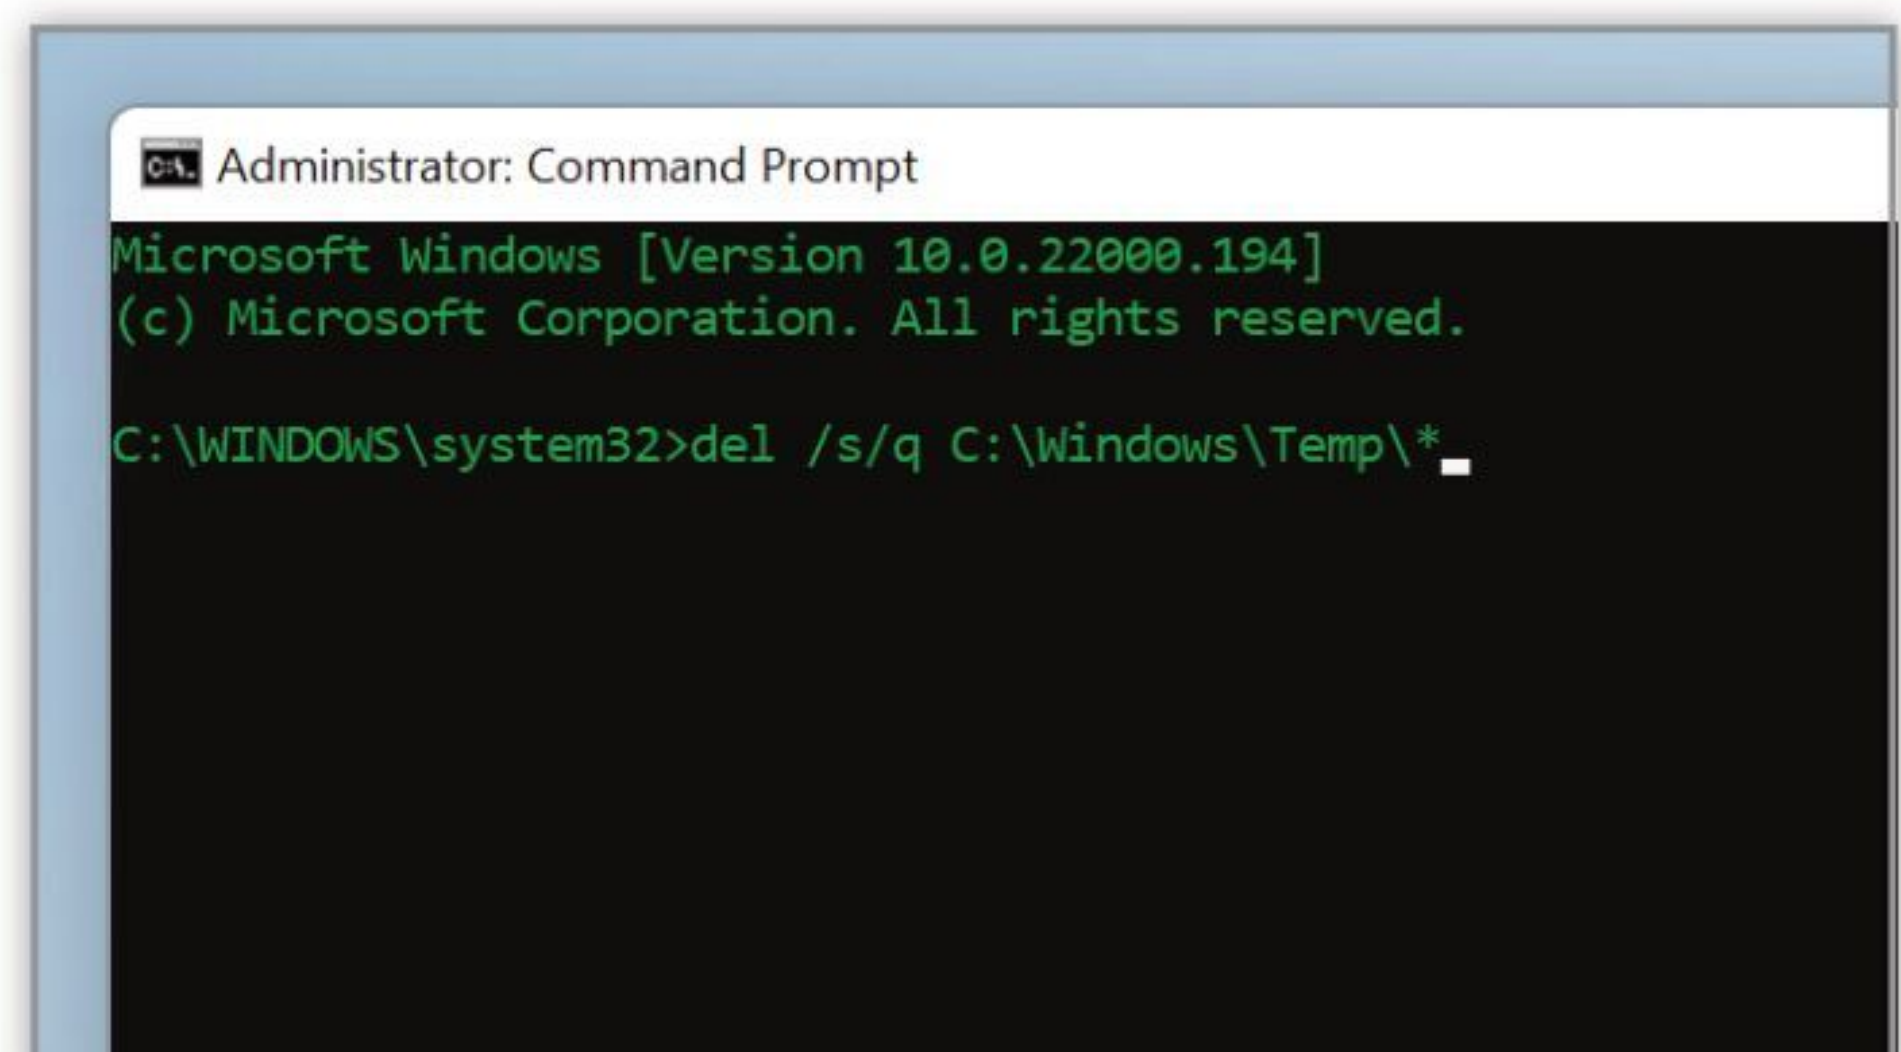 Administrator: Command Prompt
Microsoft Windows [Version 10.0.22000.194]
(c) Microsoft Corporation. All rights reserved.
C:\WINDOWS\system32>del /s/q C:\Windows\Temp\*